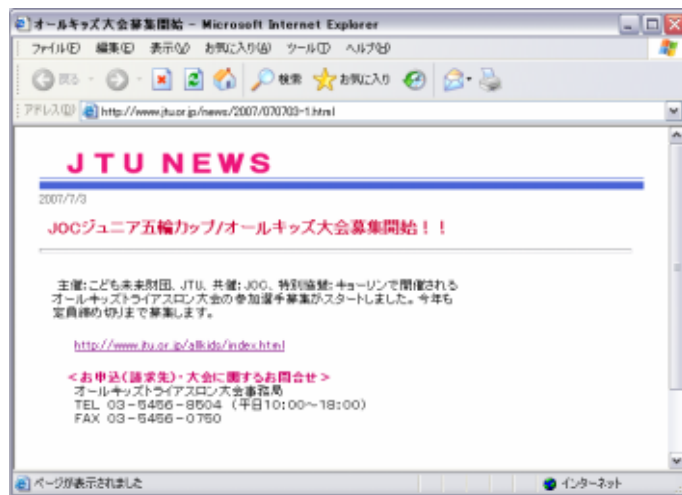 オールキッズ大会募集開始 - Microsoft Internet Explorer
ファイル(F) 編集(E) 表示(V) お気に入り(A) ツール(T) ヘルプ(H)
戻る 検索 お気に入り
アドレス(D) http://www.jtu.or.jp/news/2007/070703-1.html
JTU NEWS
2007/7/3
JOCジュニア五輪カップ/オールキッズ大会募集開始!!
主催:こども未来財団、JTU、共催:JOC、特別協賛:キョーリンで開催される
オールキッズトライアスロン大会の参加選手募集がスタートしました。今年も
定員締め切りまで募集します。
http://www.jtu.or.jp/allkids/index.html
<お申込(請求先)・大会に関するお問合せ>
オールキッズトライアスロン大会事務局
TEL 03-5456-8504 (平日10:00~18:00)
FAX 03-5456-0750
ページが表示されました インターネット